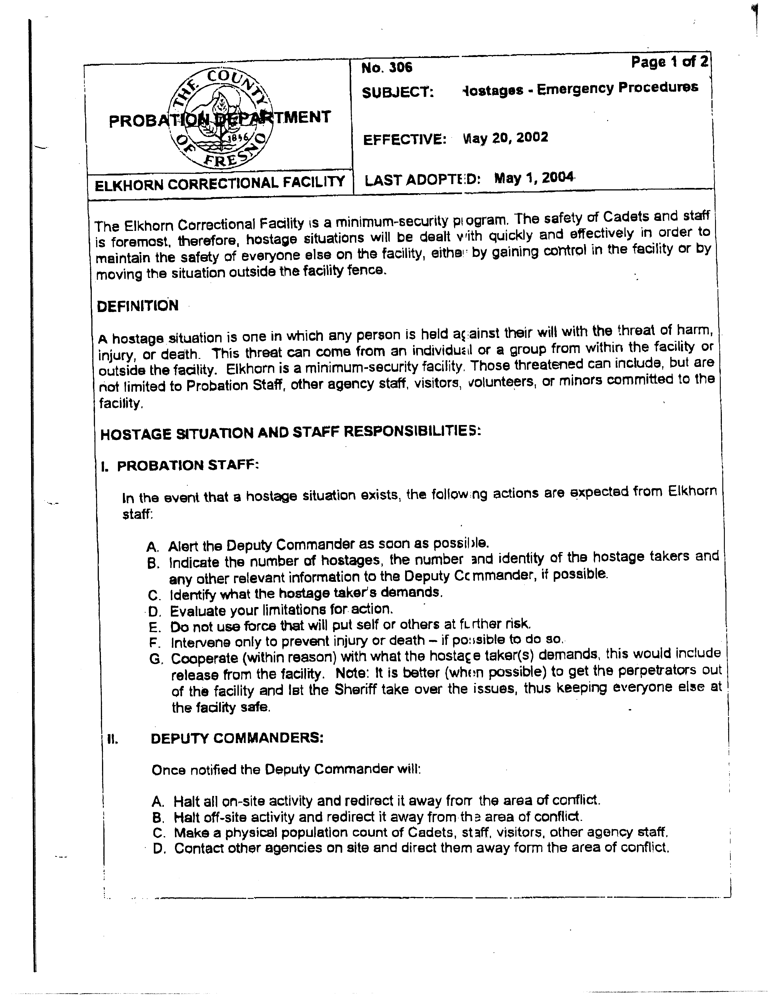 THE COUNTY OF FRESNO
1856
PROBATION DEPARTMENT
ELKHORN CORRECTIONAL FACILITY
No. 306
Page 1 of 2
SUBJECT: Hostages - Emergency Procedures
EFFECTIVE: May 20, 2002
LAST ADOPTED: May 1, 2004
The Elkhorn Correctional Facility is a minimum-security program. The safety of Cadets and staff
is foremost, therefore, hostage situations will be dealt with quickly and effectively in order to
maintain the safety of everyone else on the facility, either by gaining control in the facility or by
moving the situation outside the facility fence.
DEFINITION
A hostage situation is one in which any person is held against their will with the threat of harm,
injury, or death. This threat can come from an individual or a group from within the facility or
outside the facility. Elkhorn is a minimum-security facility. Those threatened can include, but are
not limited to Probation Staff, other agency staff, visitors, volunteers, or minors committed to the
facility.
HOSTAGE SITUATION AND STAFF RESPONSIBILITIES:
I. PROBATION STAFF:
In the event that a hostage situation exists, the following actions are expected from Elkhorn
staff:
A. Alert the Deputy Commander as soon as possible.
B. Indicate the number of hostages, the number and identity of the hostage takers and
any other relevant information to the Deputy Commander, if possible.
C. Identify what the hostage taker's demands.
D. Evaluate your limitations for action.
E. Do not use force that will put self or others at further risk.
F. Intervene only to prevent injury or death – if possible to do so.
G. Cooperate (within reason) with what the hostage taker(s) demands, this would include
release from the facility. Note: It is better (when possible) to get the perpetrators out
of the facility and let the Sheriff take over the issues, thus keeping everyone else at
the facility safe.
II. DEPUTY COMMANDERS:
Once notified the Deputy Commander will:
A. Halt all on-site activity and redirect it away from the area of conflict.
B. Halt off-site activity and redirect it away from the area of conflict.
C. Make a physical population count of Cadets, staff, visitors, other agency staff.
D. Contact other agencies on site and direct them away form the area of conflict.